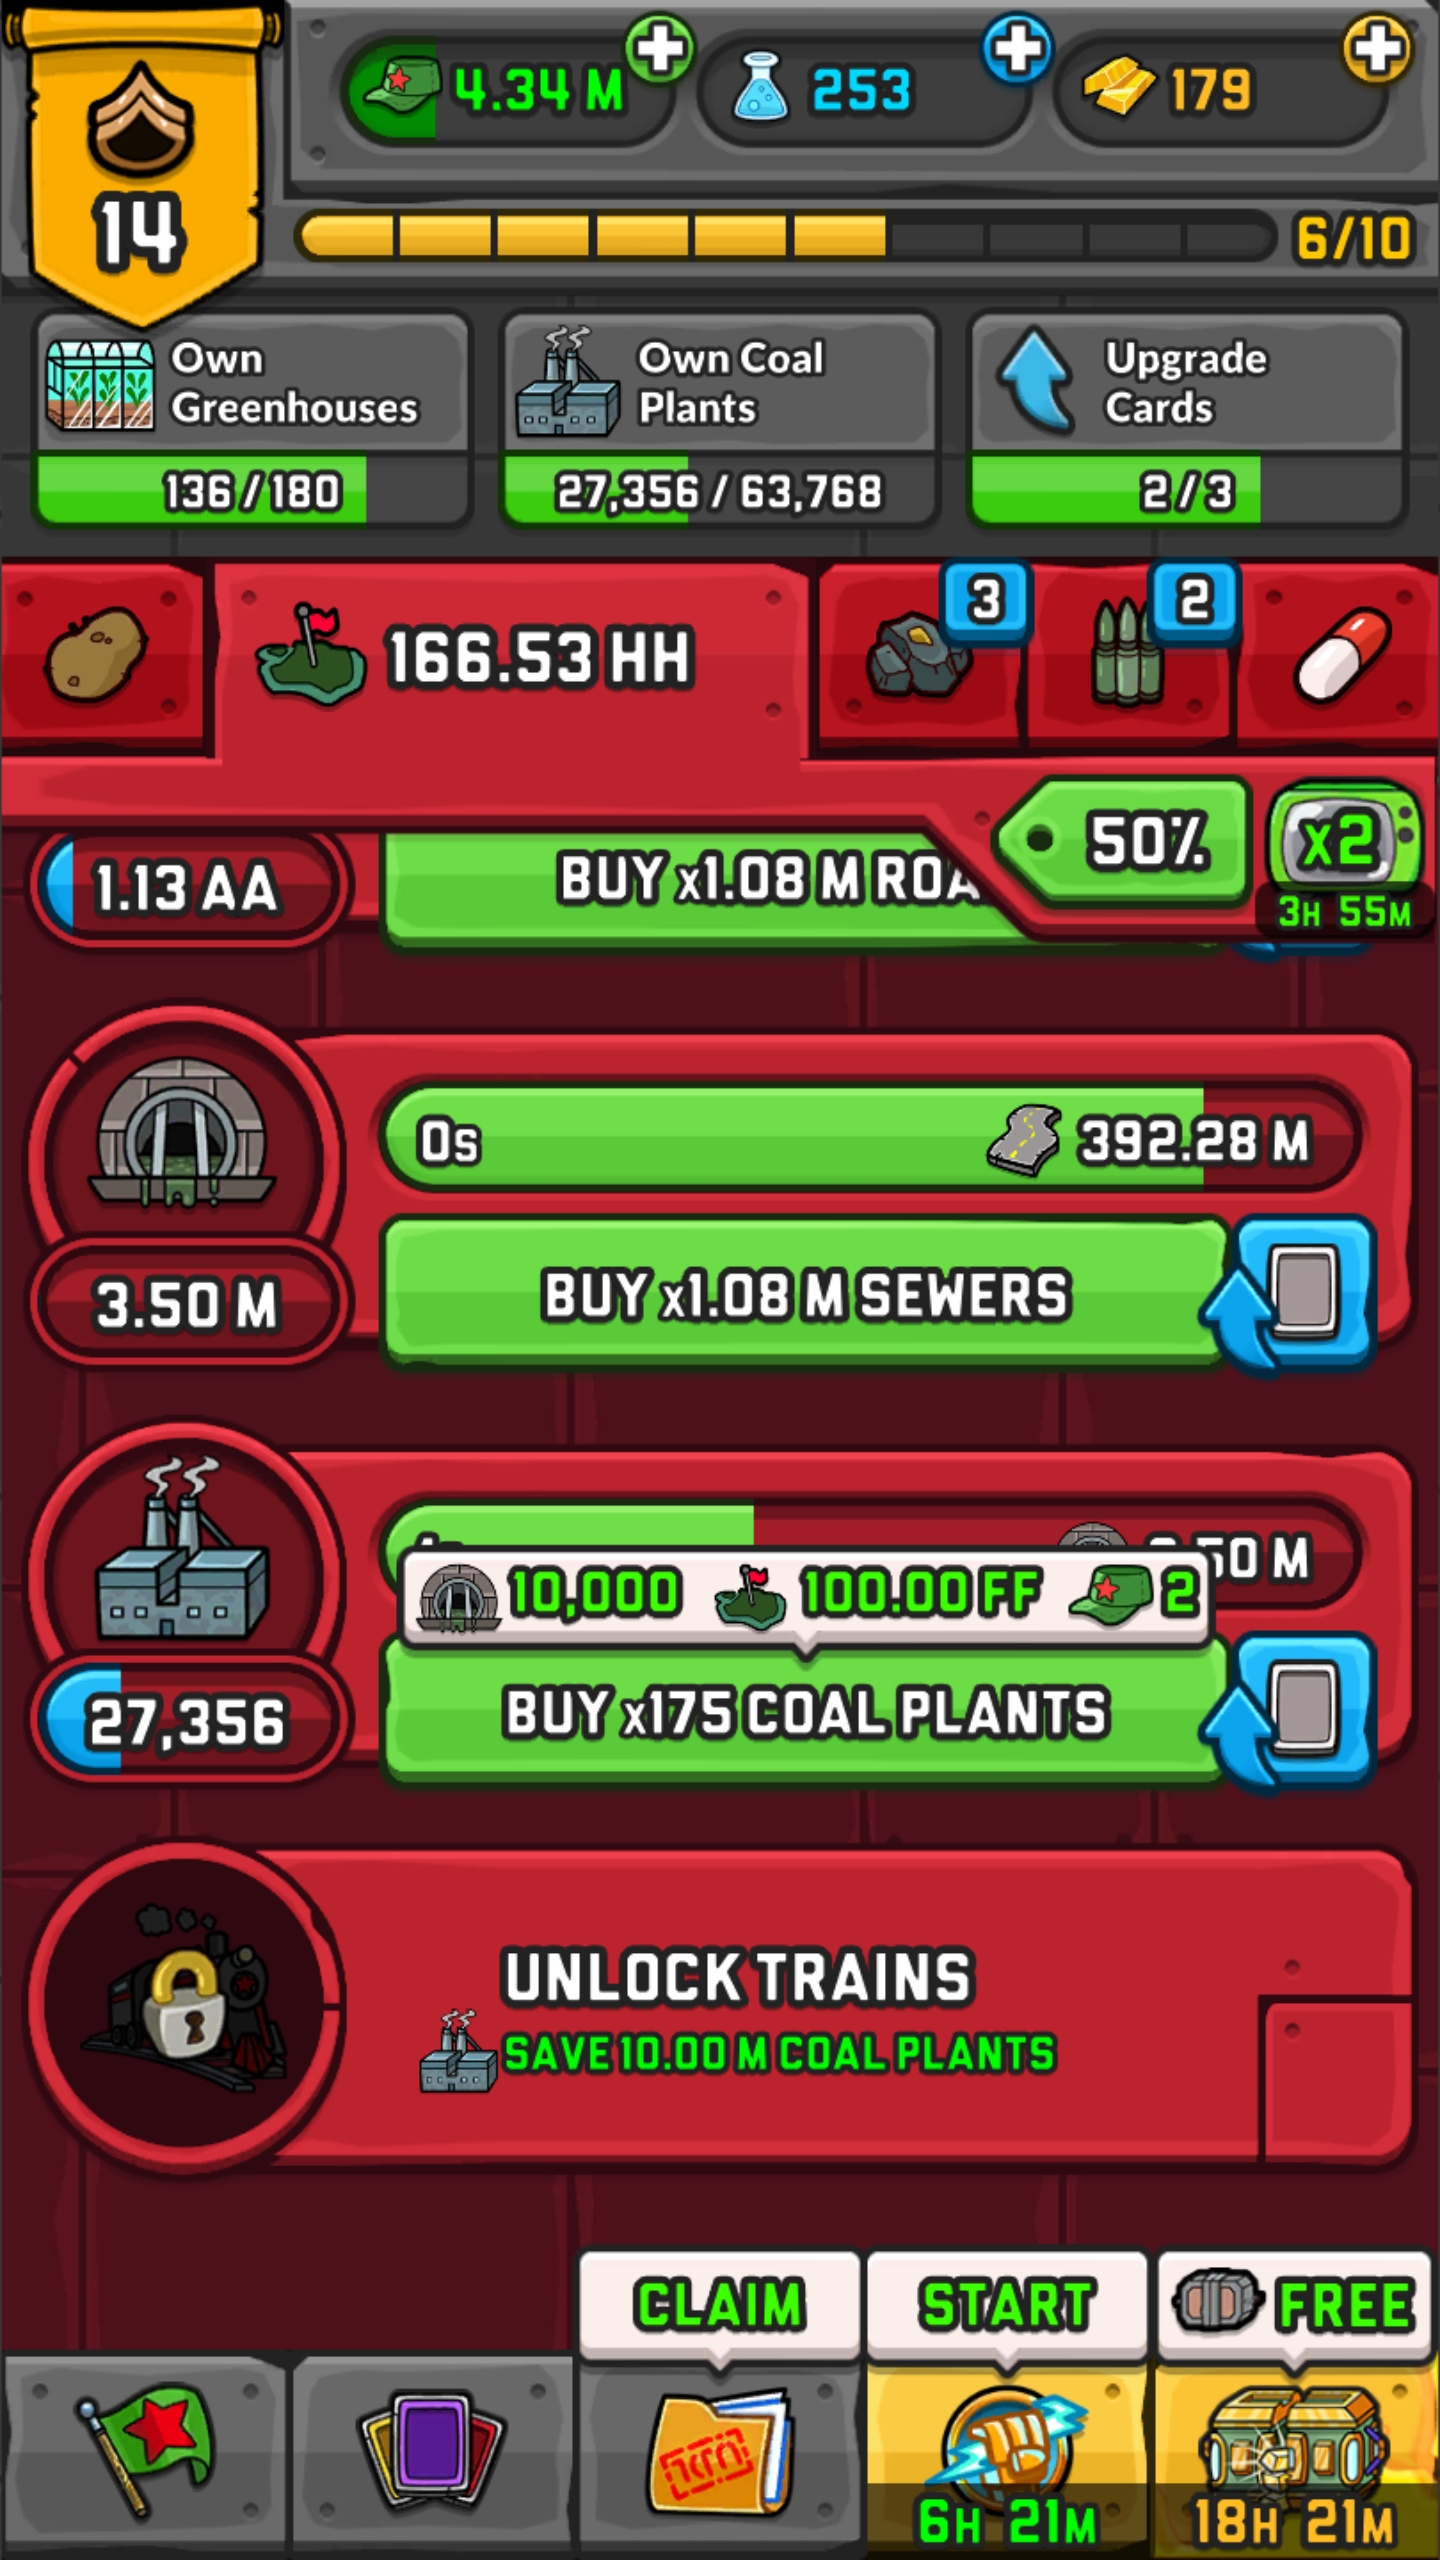 4.34 M
253
179
14
6/10
Own
Greenhouses
136 / 180
Own Coal
Plants
27,356 / 63,768
Upgrade
Cards
2 / 3
166.53 HH
3
2
50%
x2
3H 55M
1.13 AA
BUY x1.08 M ROA
0s
392.28 M
3.50 M
BUY x1.08 M SEWERS
50 M
10,000
100.00 FF
2
27,356
BUY x175 COAL PLANTS
UNLOCK TRAINS
SAVE 10.00 M COAL PLANTS
CLAIM
START
FREE
6H 21M
18H 21M